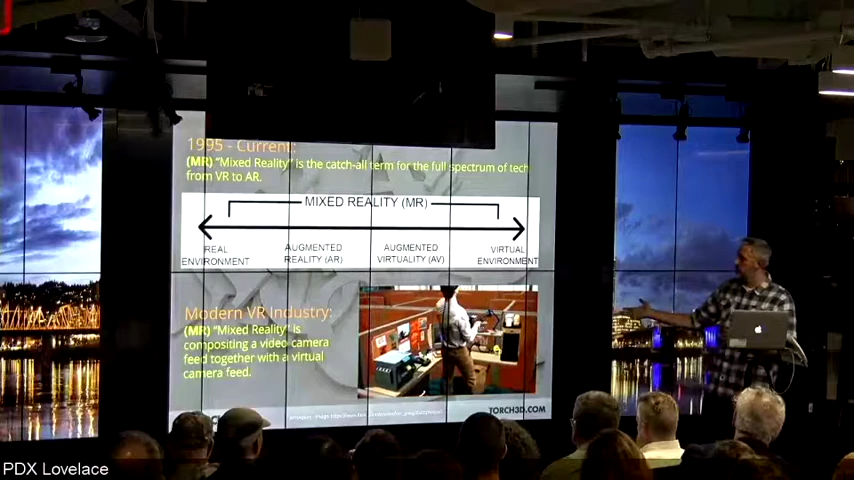 1995 - Current:
(MR) "Mixed Reality" is the catch-all term for the full spectrum of tech
from VR to AR.
MIXED REALITY (MR)
REAL ENVIRONMENT
AUGMENTED REALITY (AR)
AUGMENTED VIRTUALITY (AV)
VIRTUAL ENVIRONMENT
Modern VR Industry:
(MR) "Mixed Reality" is
compositing a video camera
feed together with a virtual
camera feed.
TORCH3D.COM
PDX Lovelace